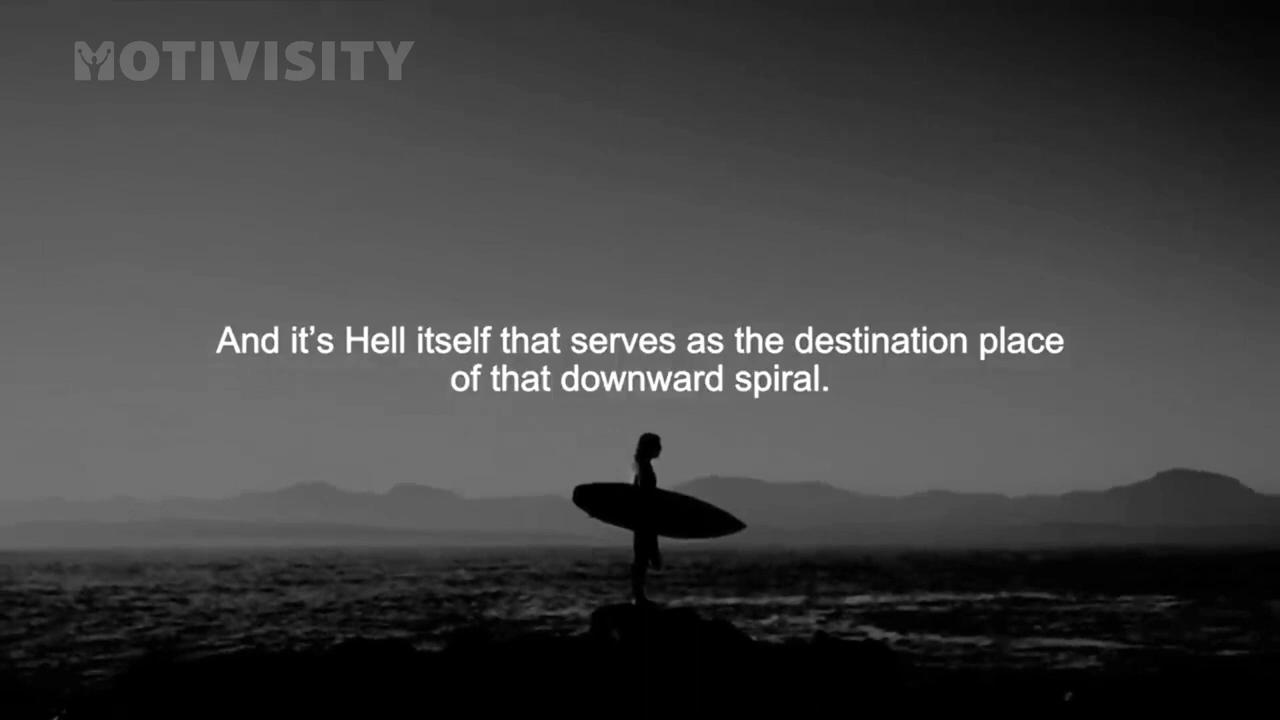 MOTIVISITY
And it’s Hell itself that serves as the destination place
of that downward spiral.